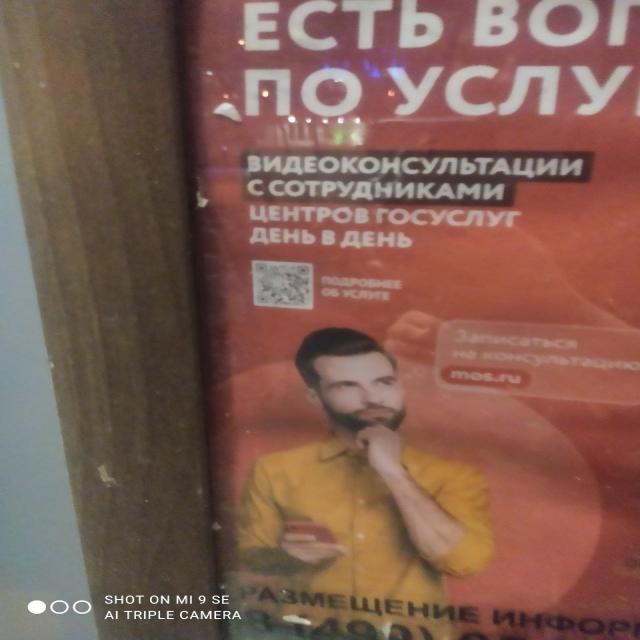 ЕСТЬ
ПО
ВИДЕОКОНСУЛЬТАЦИИ
С СОТРУДНИКАМИ
ЦЕНТРОВ ГОСУСЛУГ
ДЕНЬ В ДЕНЬ
ПОДРОБНЕЕ
ОБ УСЛУГЕ
Записаться
на консультацию
mos.ru
РАЗМЕЩЕНИЕ
SHOT ON MI 9 SE
AI TRIPLE CAMERA